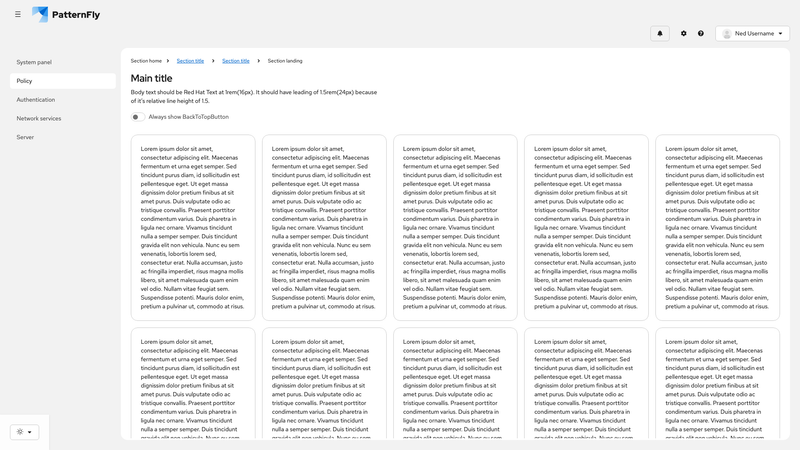 PatternFly
Ned Username
System panel
Policy
Authentication
Network services
Server
Section home
Section title
Section title
Section landing
Main title
Body text should be Red Hat Text at 1rem(16px). It should have leading of 1.5rem(24px) because
of it's relative line height of 1.5.
Always show BackToTopButton
Lorem ipsum dolor sit amet,
consectetur adipiscing elit. Maecenas
fermentum et urna eget semper. Sed
tincidunt purus diam, id sollicitudin est
pellentesque eget. Ut eget massa
dignissim dolor pretium finibus at sit
amet purus. Duis vulputate odio ac
tristique convallis. Praesent porttitor
condimentum varius. Duis pharetra in
ligula nec ornare. Vivamus tincidunt
nulla a semper semper. Duis tincidunt
gravida elit non vehicula. Nunc eu sem
venenatis, lobortis lorem sed,
consectetur erat. Nulla accumsan, justo
ac fringilla imperdiet, risus magna mollis
libero, sit amet malesuada quam enim
vel odio. Nullam vitae feugiat sem.
Suspendisse potenti. Mauris dolor enim,
pretium a pulvinar ut, commodo at risus.
Lorem ipsum dolor sit amet,
consectetur adipiscing elit. Maecenas
fermentum et urna eget semper. Sed
tincidunt purus diam, id sollicitudin est
pellentesque eget. Ut eget massa
dignissim dolor pretium finibus at sit
amet purus. Duis vulputate odio ac
tristique convallis. Praesent porttitor
condimentum varius. Duis pharetra in
ligula nec ornare. Vivamus tincidunt
nulla a semper semper. Duis tincidunt
gravida elit non vehicula. Nunc eu sem
venenatis, lobortis lorem sed,
consectetur erat. Nulla accumsan, justo
ac fringilla imperdiet, risus magna mollis
libero, sit amet malesuada quam enim
vel odio. Nullam vitae feugiat sem.
Suspendisse potenti. Mauris dolor enim,
pretium a pulvinar ut, commodo at risus.
Lorem ipsum dolor sit amet,
consectetur adipiscing elit. Maecenas
fermentum et urna eget semper. Sed
tincidunt purus diam, id sollicitudin est
pellentesque eget. Ut eget massa
dignissim dolor pretium finibus at sit
amet purus. Duis vulputate odio ac
tristique convallis. Praesent porttitor
condimentum varius. Duis pharetra in
ligula nec ornare. Vivamus tincidunt
nulla a semper semper. Duis tincidunt
gravida elit non vehicula. Nunc eu sem
venenatis, lobortis lorem sed,
consectetur erat. Nulla accumsan, justo
ac fringilla imperdiet, risus magna mollis
libero, sit amet malesuada quam enim
vel odio. Nullam vitae feugiat sem.
Suspendisse potenti. Mauris dolor enim,
pretium a pulvinar ut, commodo at risus.
Lorem ipsum dolor sit amet,
consectetur adipiscing elit. Maecenas
fermentum et urna eget semper. Sed
tincidunt purus diam, id sollicitudin est
pellentesque eget. Ut eget massa
dignissim dolor pretium finibus at sit
amet purus. Duis vulputate odio ac
tristique convallis. Praesent porttitor
condimentum varius. Duis pharetra in
ligula nec ornare. Vivamus tincidunt
nulla a semper semper. Duis tincidunt
gravida elit non vehicula. Nunc eu sem
venenatis, lobortis lorem sed,
consectetur erat. Nulla accumsan, justo
ac fringilla imperdiet, risus magna mollis
libero, sit amet malesuada quam enim
vel odio. Nullam vitae feugiat sem.
Suspendisse potenti. Mauris dolor enim,
pretium a pulvinar ut, commodo at risus.
Lorem ipsum dolor sit amet,
consectetur adipiscing elit. Maecenas
fermentum et urna eget semper. Sed
tincidunt purus diam, id sollicitudin est
pellentesque eget. Ut eget massa
dignissim dolor pretium finibus at sit
amet purus. Duis vulputate odio ac
tristique convallis. Praesent porttitor
condimentum varius. Duis pharetra in
ligula nec ornare. Vivamus tincidunt
nulla a semper semper. Duis tincidunt
gravida elit non vehicula. Nunc eu sem
venenatis, lobortis lorem sed,
consectetur erat. Nulla accumsan, justo
ac fringilla imperdiet, risus magna mollis
libero, sit amet malesuada quam enim
vel odio. Nullam vitae feugiat sem.
Suspendisse potenti. Mauris dolor enim,
pretium a pulvinar ut, commodo at risus.
Lorem ipsum dolor sit amet,
consectetur adipiscing elit. Maecenas
fermentum et urna eget semper. Sed
tincidunt purus diam, id sollicitudin est
pellentesque eget. Ut eget massa
dignissim dolor pretium finibus at sit
amet purus. Duis vulputate odio ac
tristique convallis. Praesent porttitor
condimentum varius. Duis pharetra in
ligula nec ornare. Vivamus tincidunt
nulla a semper semper. Duis tincidunt
gravida elit non vehicula. Nunc eu sem
Lorem ipsum dolor sit amet,
consectetur adipiscing elit. Maecenas
fermentum et urna eget semper. Sed
tincidunt purus diam, id sollicitudin est
pellentesque eget. Ut eget massa
dignissim dolor pretium finibus at sit
amet purus. Duis vulputate odio ac
tristique convallis. Praesent porttitor
condimentum varius. Duis pharetra in
ligula nec ornare. Vivamus tincidunt
nulla a semper semper. Duis tincidunt
gravida elit non vehicula. Nunc eu sem
Lorem ipsum dolor sit amet,
consectetur adipiscing elit. Maecenas
fermentum et urna eget semper. Sed
tincidunt purus diam, id sollicitudin est
pellentesque eget. Ut eget massa
dignissim dolor pretium finibus at sit
amet purus. Duis vulputate odio ac
tristique convallis. Praesent porttitor
condimentum varius. Duis pharetra in
ligula nec ornare. Vivamus tincidunt
nulla a semper semper. Duis tincidunt
gravida elit non vehicula. Nunc eu sem
Lorem ipsum dolor sit amet,
consectetur adipiscing elit. Maecenas
fermentum et urna eget semper. Sed
tincidunt purus diam, id sollicitudin est
pellentesque eget. Ut eget massa
dignissim dolor pretium finibus at sit
amet purus. Duis vulputate odio ac
tristique convallis. Praesent porttitor
condimentum varius. Duis pharetra in
ligula nec ornare. Vivamus tincidunt
nulla a semper semper. Duis tincidunt
gravida elit non vehicula. Nunc eu sem
Lorem ipsum dolor sit amet,
consectetur adipiscing elit. Maecenas
fermentum et urna eget semper. Sed
tincidunt purus diam, id sollicitudin est
pellentesque eget. Ut eget massa
dignissim dolor pretium finibus at sit
amet purus. Duis vulputate odio ac
tristique convallis. Praesent porttitor
condimentum varius. Duis pharetra in
ligula nec ornare. Vivamus tincidunt
nulla a semper semper. Duis tincidunt
gravida elit non vehicula. Nunc eu sem